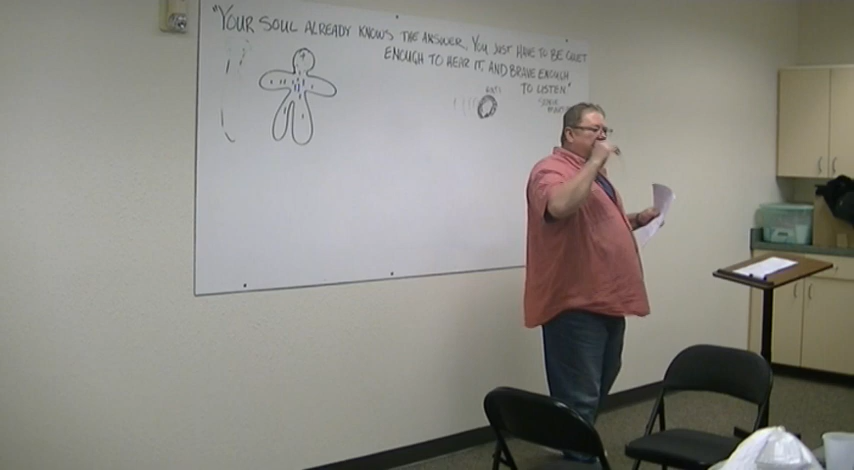 "YOUR SOUL ALREADY KNOWS THE ANSWER. YOU JUST HAVE TO BE QUIET
ENOUGH TO HEAR IT, AND BRAVE ENOUGH
TO LISTEN."